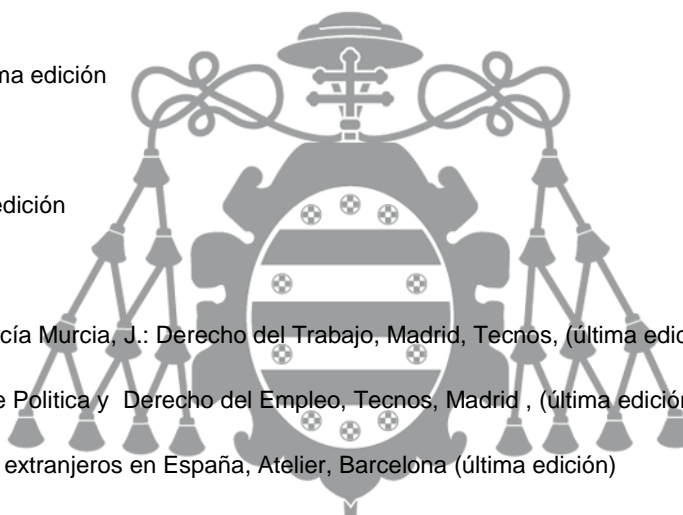 ma edición
edición
cía Murcia, J.: Derecho del Trabajo, Madrid, Tecnos, (última edic
e Politica y Derecho del Empleo, Tecnos, Madrid , (última edición
extranjeros en España, Atelier, Barcelona (última edición)